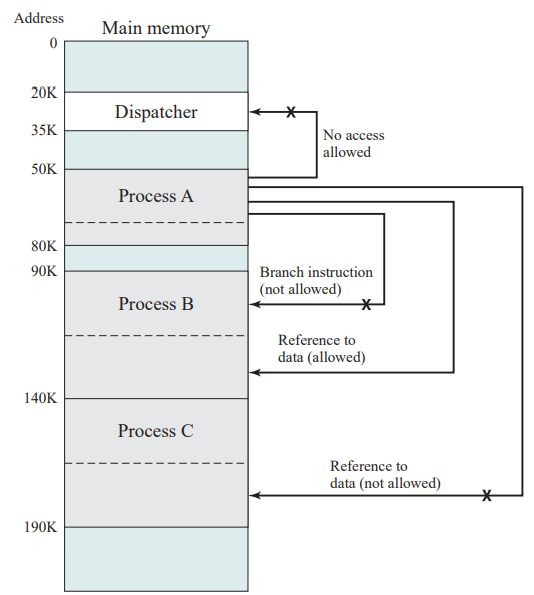 Address
Main memory
0
20K
Dispatcher
35K
No access
allowed
50K
Process A
80K
90K
Branch instruction
(not allowed)
Process B
Reference to
data (allowed)
140K
Process C
Reference to
data (not allowed)
190K